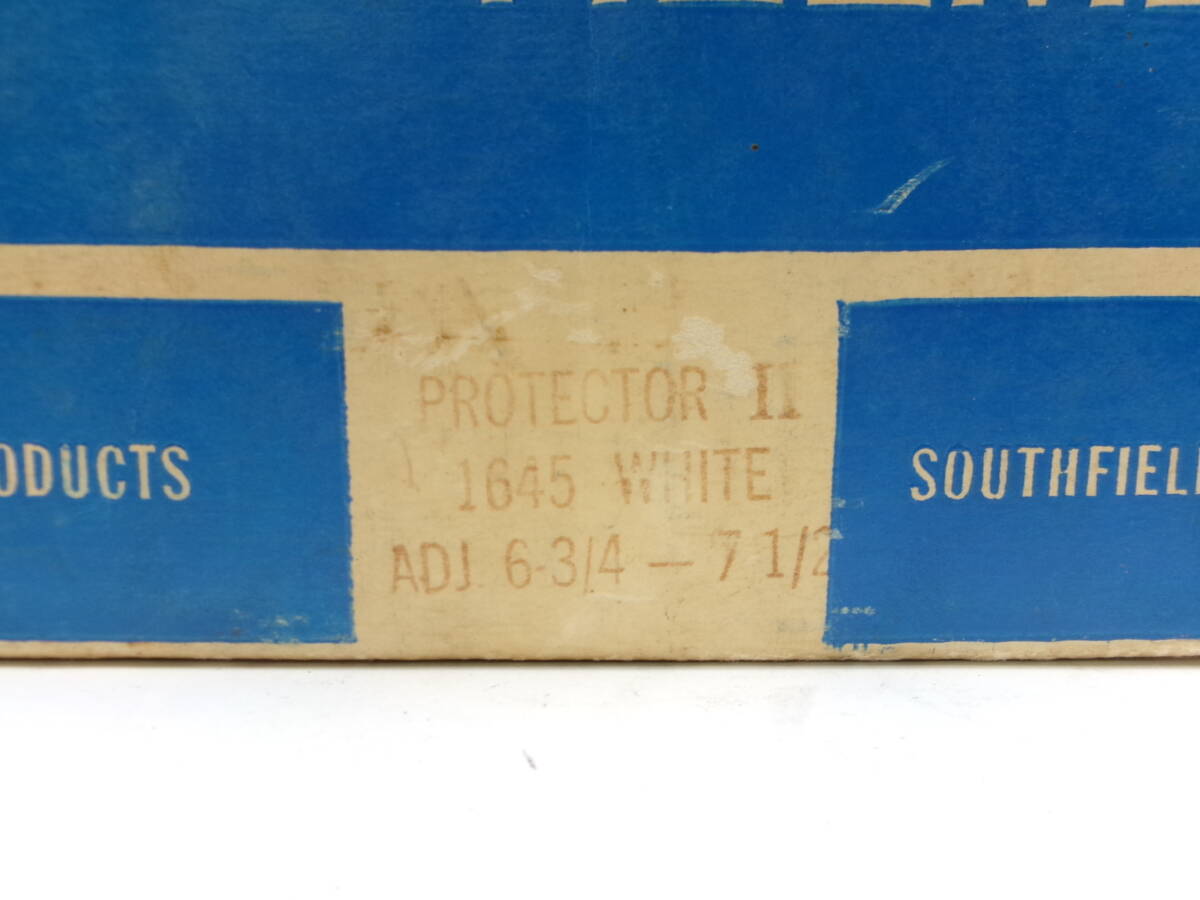 PROTECTOR II
1645 WHITE
ODUCTS
SOUTHFIEL
ADJ 6-3/4 — 7 1/2